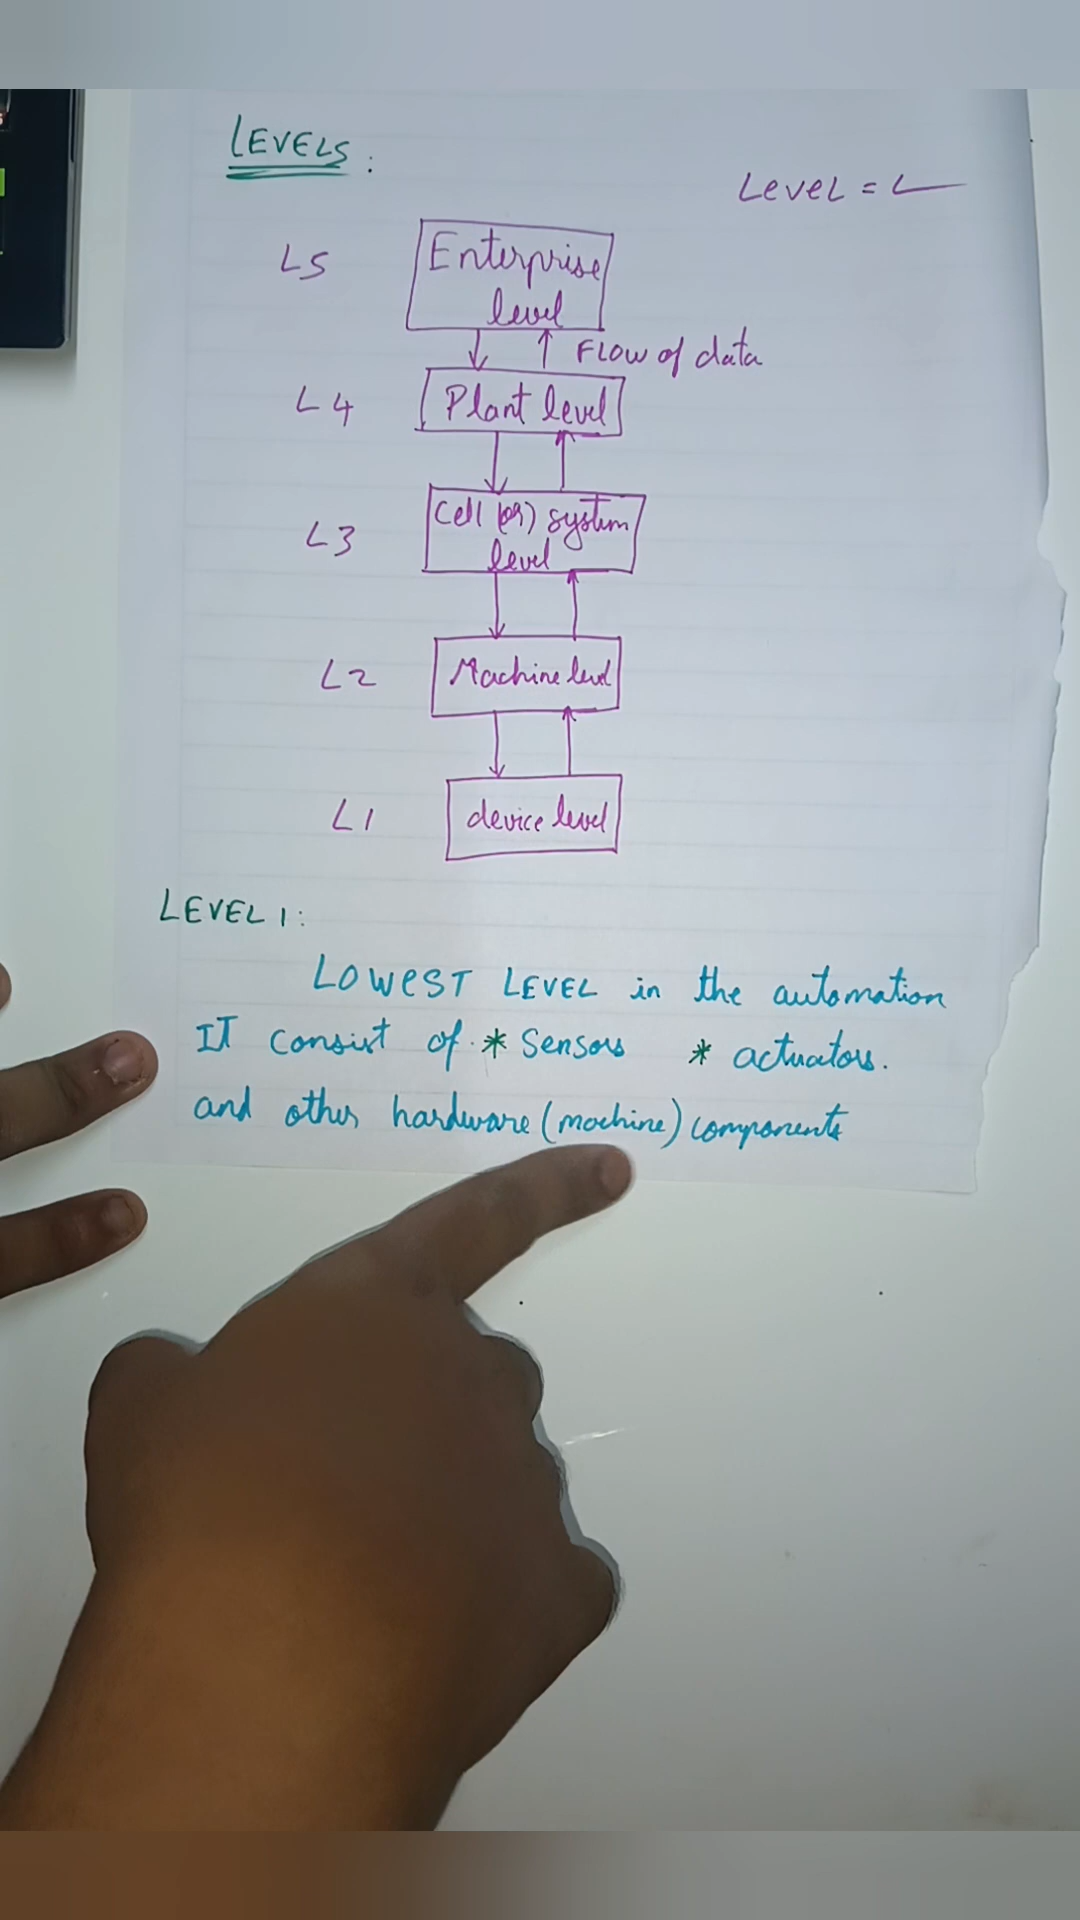 LEVELS :
Level = L
L5
Enterprise
level
FLOW of data
L4
Plant level
L3
Cell (or) system
level
L2
Machine level
L1
device level
LEVEL 1:
LOWEST LEVEL in the automation
IT consist of * Sensors * actuators.
and other hardware (machine) components